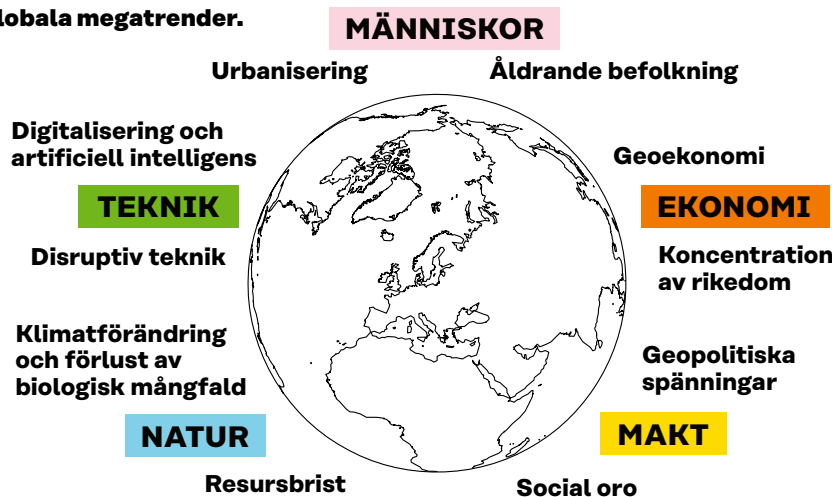 lobala megatrender.
MÄNNISKOR
Urbanisering
Åldrande befolkning
Digitalisering och
artificiell intelligens
Geoekonomi
TEKNIK
EKONOMI
Disruptiv teknik
Koncentration
av rikedom
Klimatförändring
och förlust av
biologisk mångfald
Geopolitiska
spänningar
NATUR
MAKT
Resursbrist
Social oro